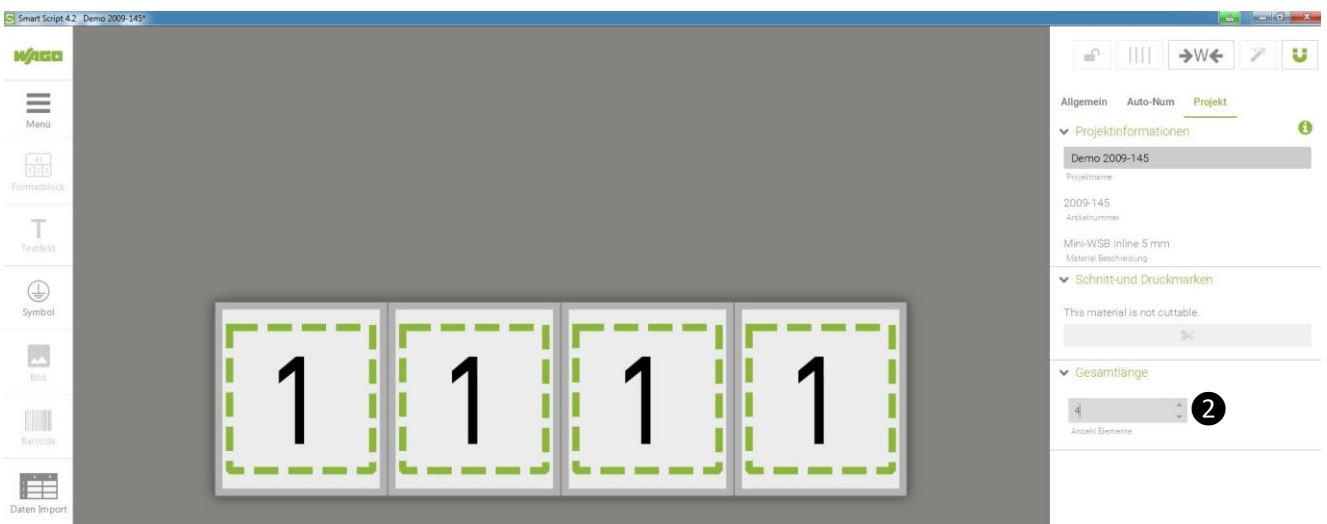 Smart Script 4.2 Demo 2009-145*
WAGO
Menü
Formatblock
T
Textfeld
Symbol
Bild
Barcode
Daten Import
1 1 1 1
→W←
Allgemein Auto-Num Projekt
Projektinformationen
Demo 2009-145
Projektname
2009-145
Artikelnummer
Mini-WSB Inline 5 mm
Material Beschreibung
Schnitt-und Druckmarken
This material is not cuttable.
Gesamtlänge
4
2
Anzahl Elemente